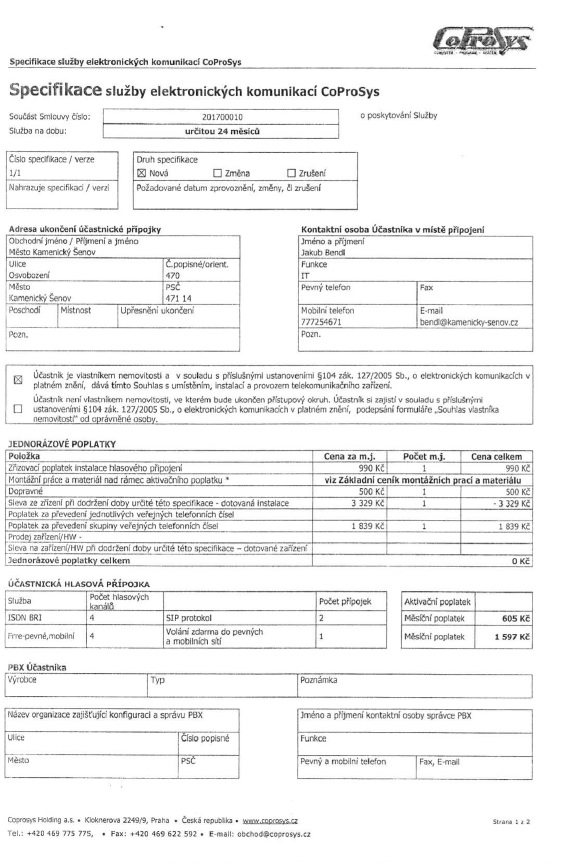 CoProSys
COMPUTER - PROGRAM - SYSTEM
Specifikace služby elektronických komunikací CoProSys
Specifikace služby elektronických komunikací CoProSys
Součást Smlouvy číslo: 201700010 o poskytování Služby
Služba na dobu: určitou 24 měsíců
Číslo specifikace / verze
1/1
Nahrazuje specifikaci / verzi
Druh specifikace
☒ Nová ☐ Změna ☐ Zrušení
Požadované datum zprovoznění, změny, či zrušení
Adresa ukončení účastnické přípojky
Obchodní jméno / Příjmení a jméno
Město Kamenický Šenov
Ulice Č.popisné/orient.
Osvobození 470
Město PSČ
Kamenický Šenov 471 14
Poschodí Místnost Upřesnění ukončení
Pozn.
Kontaktní osoba Účastníka v místě připojení
Jméno a příjmení
Jakub Bendl
Funkce
IT
Pevný telefon Fax
Mobilní telefon E-mail
777254671 bendl@kamenicky-senov.cz
Pozn.
☒ Účastník je vlastníkem nemovitosti a v souladu s příslušnými ustanoveními §104 zák. 127/2005 Sb., o elektronických komunikacích v
platném znění, dává tímto Souhlas s umístěním, instalací a provozem telekomunikačního zařízení.
☐ Účastník není vlastníkem nemovitosti, ve kterém bude ukončen přístupový okruh. Účastník si zajistí v souladu s příslušnými
ustanoveními §104 zák. 127/2005 Sb., o elektronických komunikacích v platném znění, podepsání formuláře „Souhlas vlastníka
nemovitosti" od oprávněné osoby.
JEDNORÁZOVÉ POPLATKY
Položka Cena za m.j. Počet m.j. Cena celkem
Zřizovací poplatek instalace hlasového připojení 990 Kč 1 990 Kč
Montážní práce a materiál nad rámec aktivačního poplatku * viz Základní ceník montážních prací a materiálu
Dopravné 500 Kč 1 500 Kč
Sleva ze zřízení při dodržení doby určité této specifikace - dotovaná instalace 3 329 Kč - 3 329 Kč
Poplatek za převedení jednotlivých veřejných telefonních čísel
Poplatek za převedení skupiny veřejných telefonních čísel 1 839 Kč 1 1 839 Kč
Prodej zařízení/HW -
Sleva na zařízení/HW při dodržení doby určité této specifikace – dotované zařízení
Jednorázové poplatky celkem 0 Kč
ÚČASTNICKÁ HLASOVÁ PŘÍPOJKA
Služba Počet hlasových kanálů Počet přípojek Aktivační poplatek
ISDN BRI 4 SIP protokol 2 Měsíční poplatek 605 Kč
Frre-pevné,mobilní 4 Volání zdarma do pevných 1 Měsíční poplatek 1 597 Kč
a mobilních sítí
PBX Účastníka
Výrobce Typ Poznámka
Název organizace zajišťující konfiguraci a správu PBX
Ulice Číslo popisné
Město PSČ
Jméno a příjmení kontaktní osoby správce PBX
Funkce
Pevný a mobilní telefon Fax, E-mail
Coprosys Holding a.s. • Kloknerova 2249/9, Praha • Česká republika • www.coprosys.cz Strana 1 z 2
Tel.: +420 469 775 775, • Fax: +420 469 622 592 • E-mail: obchod@coprosys.cz